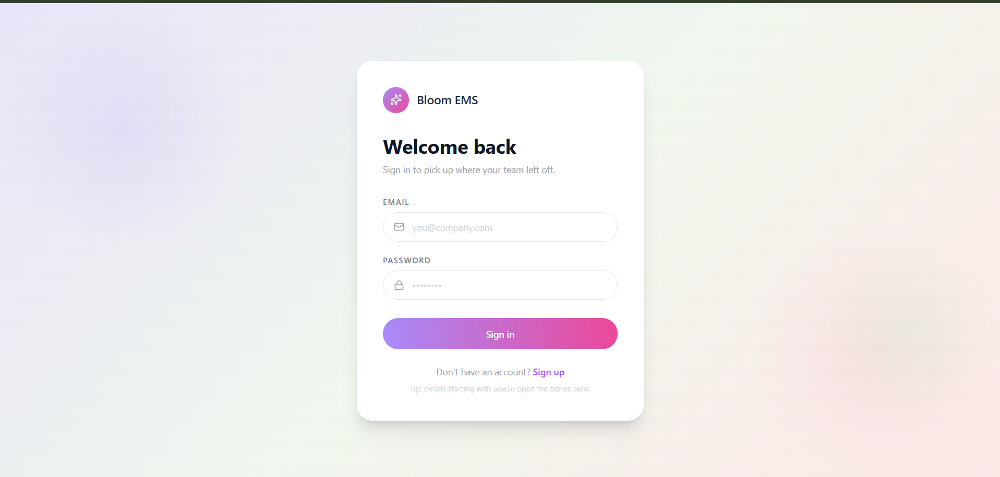 Bloom EMS
Welcome back
Sign in to pick up where your team left off.
EMAIL
you@company.com
PASSWORD
••••••••
Sign in
Don't have an account? Sign up
Tip: emails starting with admin open the admin view.